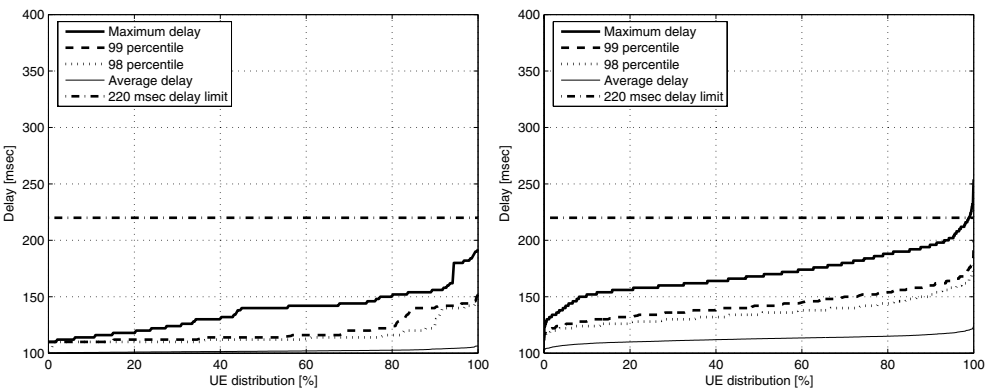 400
350
300
250
200
150
100
Delay [msec]
Maximum delay
99 percentile
98 percentile
Average delay
220 msec delay limit
0 20 40 60 80 100
UE distribution [%]
400
350
300
250
200
150
100
Delay [msec]
Maximum delay
99 percentile
98 percentile
Average delay
220 msec delay limit
0 20 40 60 80 100
UE distribution [%]